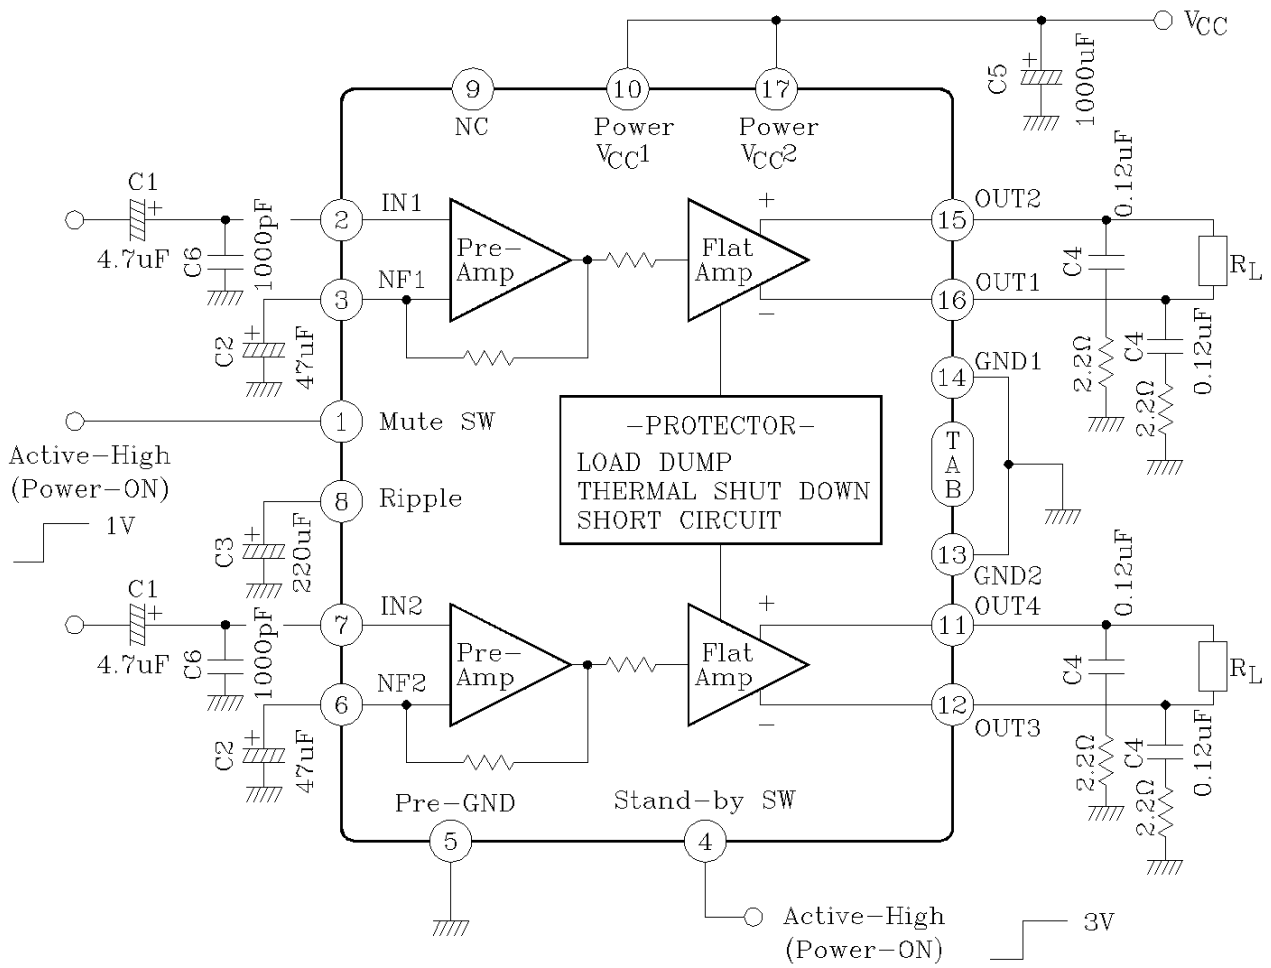 VCC
C5
+
1000uF
9
NC
10
Power
VCC1
17
Power
VCC2
C1
+
4.7uF
C6
1000pF
2
IN1
Pre-
Amp
Flat
Amp
+
-
15
OUT2
0.12uF
C4
2.2Ω
RL
3
NF1
C2
+
47uF
16
OUT1
C4
0.12uF
2.2Ω
14
GND1
1
Mute SW
Active-High
(Power-ON)
1V
-PROTECTOR-
LOAD DUMP
THERMAL SHUT DOWN
SHORT CIRCUIT
TAB
8
Ripple
C3
+
220uF
13
GND2
C1
+
4.7uF
C6
1000pF
7
IN2
Pre-
Amp
Flat
Amp
+
-
11
OUT4
0.12uF
C4
2.2Ω
RL
6
NF2
C2
+
47uF
12
OUT3
C4
0.12uF
2.2Ω
Pre-GND
5
Stand-by SW
4
Active-High
(Power-ON)
3V